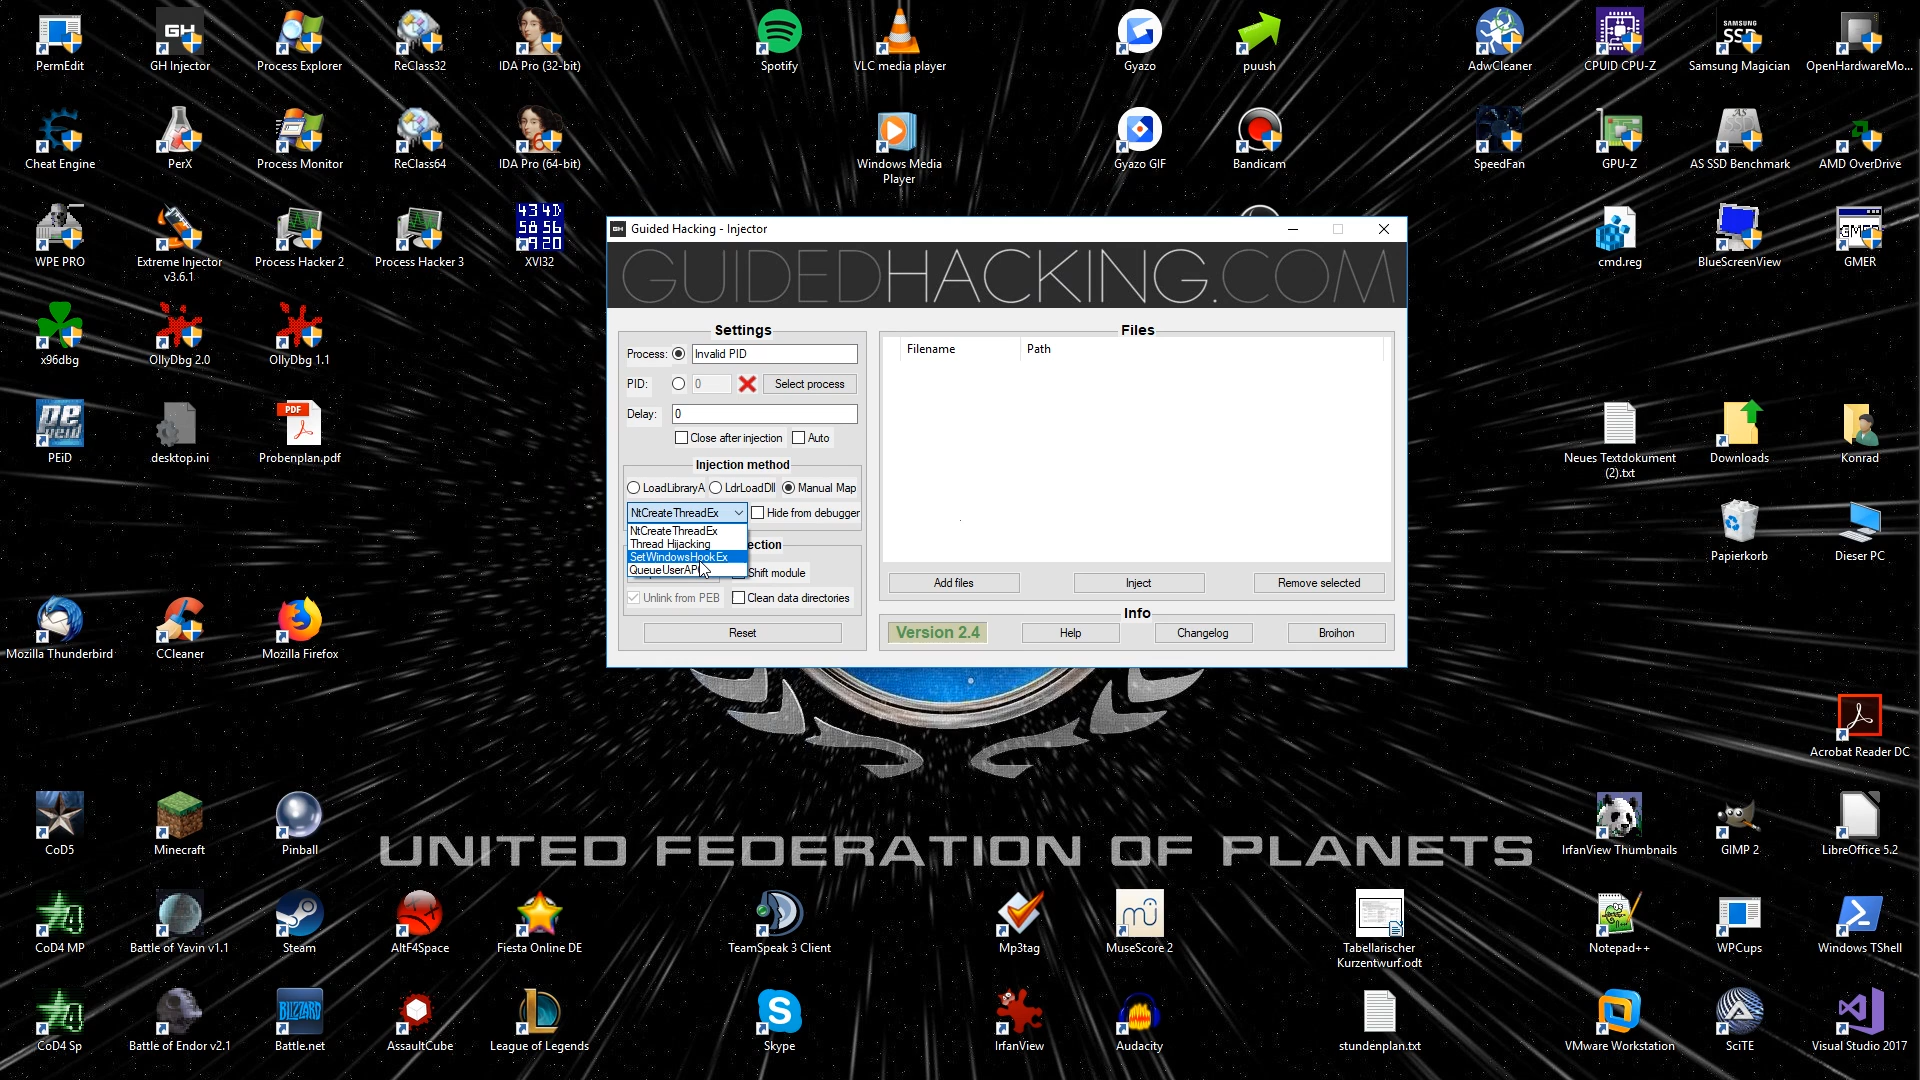 PermEdit
GH Injector
Process Explorer
ReClass32
IDA Pro (32-bit)
Spotify
VLC media player
Gyazo
puush
AdwCleaner
CPUID CPU-Z
Samsung Magician
OpenHardwareMo...
Cheat Engine
PerX
Process Monitor
ReClass64
IDA Pro (64-bit)
Windows Media
Player
Gyazo GIF
Bandicam
SpeedFan
GPU-Z
AS SSD Benchmark
AMD OverDrive
WPE PRO
Extreme Injector
v3.6.1
Process Hacker 2
Process Hacker 3
XVI32
cmd.reg
BlueScreenView
GMER
x96dbg
OllyDbg 2.0
OllyDbg 1.1
PEiD
desktop.ini
Probenplan.pdf
Neues Textdokument
(2).txt
Downloads
Konrad
Papierkorb
Dieser PC
Guided Hacking - Injector
GUIDEDHACKING.COM
Settings
Process:
Invalid PID
PID:
0
Select process
Delay:
0
Close after injection
Auto
Injection method
LoadLibraryA
LdrLoadDll
Manual Map
NtCreateThreadEx
Hide from debugger
NtCreateThreadEx
Thread Hijacking
SetWindowsHookEx
QueueUserAP
ection
Shift module
Unlink from PEB
Clean data directories
Reset
Files
Filename
Path
Add files
Inject
Remove selected
Info
Version 2.4
Help
Changelog
Broihon
Mozilla Thunderbird
CCleaner
Mozilla Firefox
Acrobat Reader DC
CoD5
Minecraft
Pinball
UNITED FEDERATION OF PLANETS
IrfanView Thumbnails
GIMP 2
LibreOffice 5.2
CoD4 MP
Battle of Yavin v1.1
Steam
AltF4Space
Fiesta Online DE
TeamSpeak 3 Client
Mp3tag
MuseScore 2
Tabellarischer
Kurzentwurf.odt
Notepad++
WPCups
Windows TShell
CoD4 Sp
Battle of Endor v2.1
Battle.net
AssaultCube
League of Legends
Skype
IrfanView
Audacity
stundenplan.txt
VMware Workstation
SciTE
Visual Studio 2017